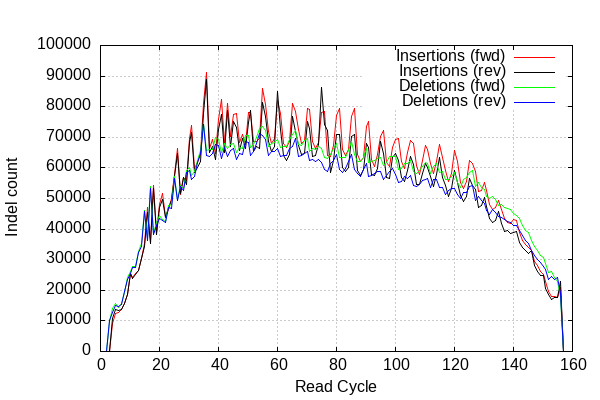 100000
90000
80000
70000
60000
50000
40000
30000
20000
10000
0
Indel count
Insertions (fwd)
Insertions (rev)
Deletions (fwd)
Deletions (rev)
0 20 40 60 80 100 120 140 160
Read Cycle